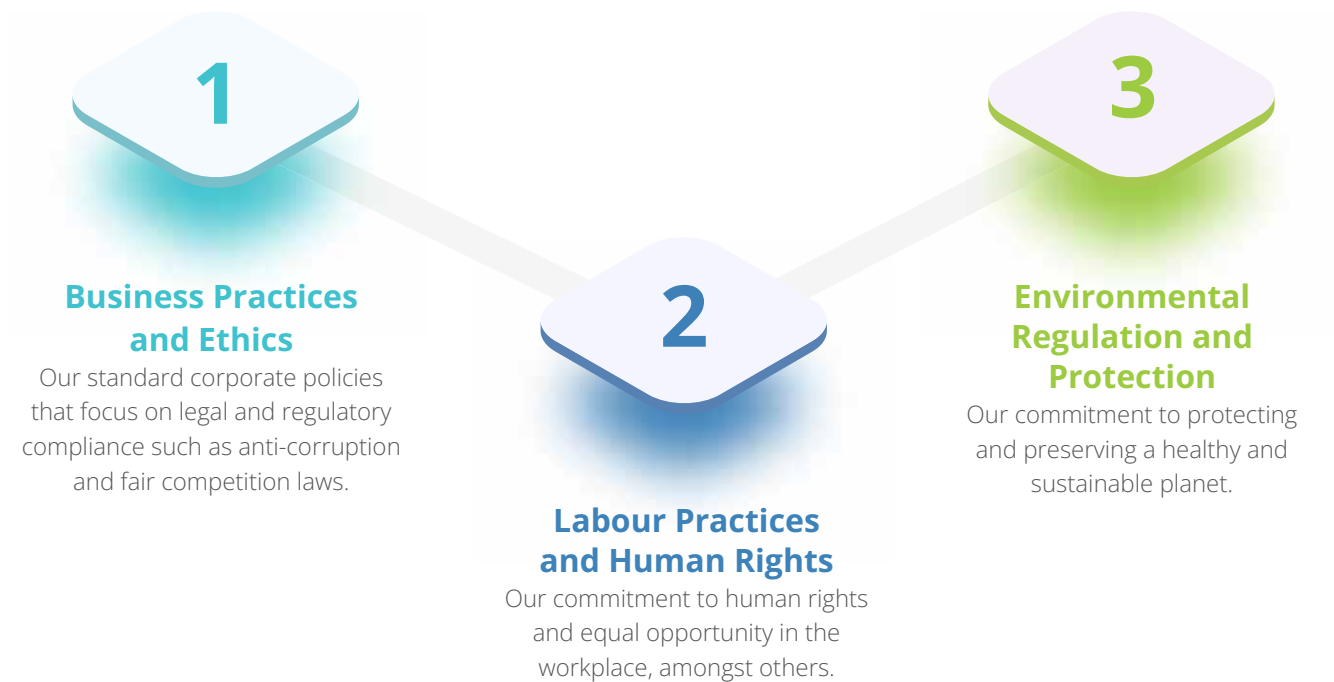 1
Business Practices
and Ethics
Our standard corporate policies
that focus on legal and regulatory
compliance such as anti-corruption
and fair competition laws.
2
Labour Practices
and Human Rights
Our commitment to human rights
and equal opportunity in the
workplace, amongst others.
3
Environmental
Regulation and
Protection
Our commitment to protecting
and preserving a healthy and
sustainable planet.